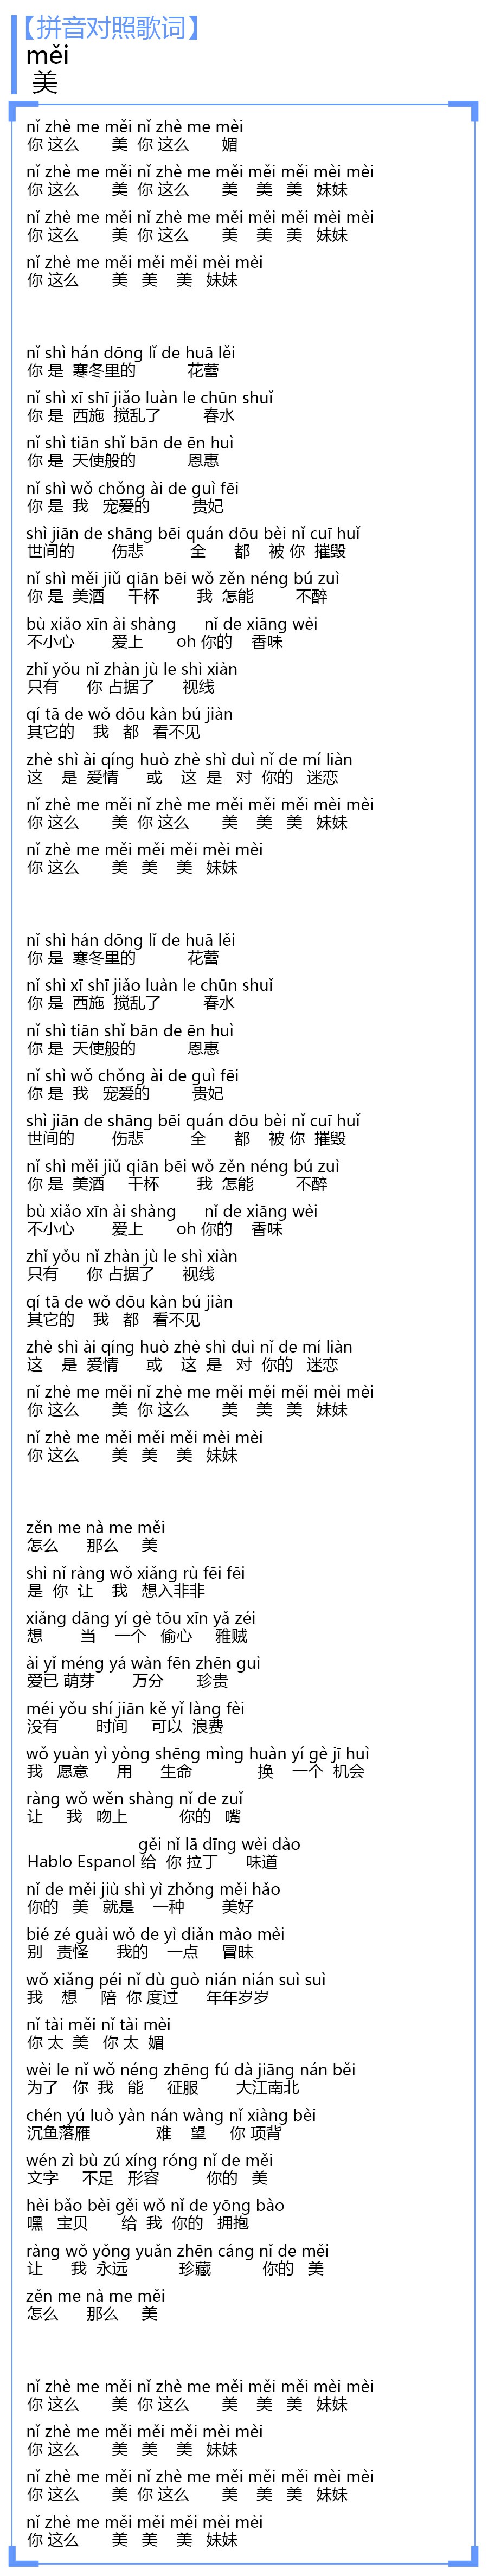 【拼音对照歌词】
měi
美
nǐ zhè me měi nǐ zhè me mèi
你 这么 美 你 这么 媚
nǐ zhè me měi nǐ zhè me měi měi měi mèi mèi
你 这么 美 你 这么 美 美 美 妹妹
nǐ zhè me měi nǐ zhè me měi měi měi mèi mèi
你 这么 美 你 这么 美 美 美 妹妹
nǐ zhè me měi měi měi mèi mèi
你 这么 美 美 美 妹妹
nǐ shì hán dōng lǐ de huā lěi
你 是 寒冬里的 花蕾
nǐ shì xī shī jiǎo luàn le chūn shuǐ
你 是 西施 搅乱了 春水
nǐ shì tiān shǐ bān de ēn huì
你 是 天使般的 恩惠
nǐ shì wǒ chǒng ài de guì fēi
你 是 我 宠爱的 贵妃
shì jiān de shāng bēi quán dōu bèi nǐ cuī huǐ
世间的 伤悲 全 都 被 你 摧毁
nǐ shì měi jiǔ qiān bēi wǒ zěn néng bú zuì
你 是 美酒 千杯 我 怎能 不醉
bù xiǎo xīn ài shàng nǐ de xiāng wèi
不小心 爱上 oh 你的 香味
zhǐ yǒu nǐ zhàn jù le shì xiàn
只有 你 占据了 视线
qí tā de wǒ dōu kàn bú jiàn
其它的 我 都 看不见
zhè shì ài qíng huò zhè shì duì nǐ de mí liàn
这 是 爱情 或 这 是 对 你的 迷恋
nǐ zhè me měi nǐ zhè me měi měi měi mèi mèi
你 这么 美 你 这么 美 美 美 妹妹
nǐ zhè me měi měi měi mèi mèi
你 这么 美 美 美 妹妹
nǐ shì hán dōng lǐ de huā lěi
你 是 寒冬里的 花蕾
nǐ shì xī shī jiǎo luàn le chūn shuǐ
你 是 西施 搅乱了 春水
nǐ shì tiān shǐ bān de ēn huì
你 是 天使般的 恩惠
nǐ shì wǒ chǒng ài de guì fēi
你 是 我 宠爱的 贵妃
shì jiān de shāng bēi quán dōu bèi nǐ cuī huǐ
世间的 伤悲 全 都 被 你 摧毁
nǐ shì měi jiǔ qiān bēi wǒ zěn néng bú zuì
你 是 美酒 千杯 我 怎能 不醉
bù xiǎo xīn ài shàng nǐ de xiāng wèi
不小心 爱上 oh 你的 香味
zhǐ yǒu nǐ zhàn jù le shì xiàn
只有 你 占据了 视线
qí tā de wǒ dōu kàn bú jiàn
其它的 我 都 看不见
zhè shì ài qíng huò zhè shì duì nǐ de mí liàn
这 是 爱情 或 这 是 对 你的 迷恋
nǐ zhè me měi nǐ zhè me měi měi měi mèi mèi
你 这么 美 你 这么 美 美 美 妹妹
nǐ zhè me měi měi měi mèi mèi
你 这么 美 美 美 妹妹
zěn me nà me měi
怎么 那么 美
shì nǐ ràng wǒ xiǎng rù fēi fēi
是 你 让 我 想入非非
xiǎng dāng yí gè tōu xīn yǎ zéi
想 当 一个 偷心 雅贼
ài yǐ méng yá wàn fēn zhēn guì
爱已 萌芽 万分 珍贵
méi yǒu shí jiān kě yǐ làng fèi
没有 时间 可以 浪费
wǒ yuàn yì yòng shēng mìng huàn yí gè jī huì
我 愿意 用 生命 换 一个 机会
ràng wǒ wěn shàng nǐ de zuǐ
让 我 吻上 你的 嘴
gěi nǐ lā dīng wèi dào
Hablo Espanol 给 你 拉丁 味道
nǐ de měi jiù shì yì zhǒng měi hǎo
你的 美 就是 一种 美好
bié zé guài wǒ de yì diǎn mào mèi
别 责怪 我的 一点 冒昧
wǒ xiǎng péi nǐ dù guò nián nián suì suì
我 想 陪 你 度过 年年岁岁
nǐ tài měi nǐ tài mèi
你 太 美 你 太 媚
wèi le nǐ wǒ néng zhēng fú dà jiāng nán běi
为了 你 我 能 征服 大江南北
chén yú luò yàn nán wàng nǐ xiàng bèi
沉鱼落雁 难 望 你 项背
wén zì bù zú xíng róng nǐ de měi
文字 不足 形容 你的 美
hèi bǎo bèi gěi wǒ nǐ de yōng bào
嘿 宝贝 给 我 你的 拥抱
ràng wǒ yǒng yuǎn zhēn cáng nǐ de měi
让 我 永远 珍藏 你的 美
zěn me nà me měi
怎么 那么 美
nǐ zhè me měi nǐ zhè me měi měi měi mèi mèi
你 这么 美 你 这么 美 美 美 妹妹
nǐ zhè me měi měi měi mèi mèi
你 这么 美 美 美 妹妹
nǐ zhè me měi nǐ zhè me měi měi měi mèi mèi
你 这么 美 你 这么 美 美 美 妹妹
nǐ zhè me měi měi měi mèi mèi
你 这么 美 美 美 妹妹